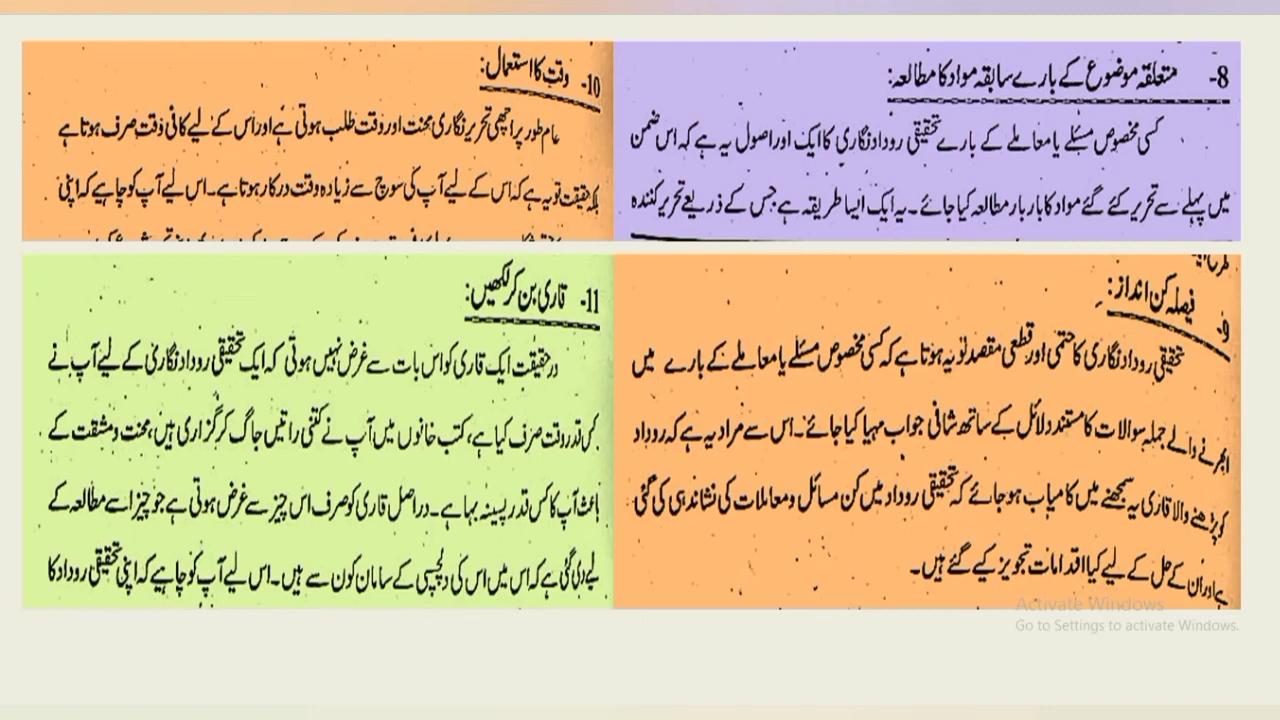 8- متعلقہ موضوع کے بارے سابقہ مواد کا مطالعہ:
کسی مخصوص مسئلے یا معاملے کے بارے تحقیقی روداد نگاری کا ایک اور اصول یہ ہے کہ اس ضمن
میں پہلے سے تحریر کئے گئے مواد کا بار بار مطالعہ کیا جائے۔ یہ ایک ایسا طریقہ ہے جس کے ذریعے تحریر کنندہ
9- فیصلہ کن انداز:
تحقیقی روداد نگاری کا حتمی اور قطعی مقصد تو یہ ہوتا ہے کہ کسی مخصوص مسئلے یا معاملے کے بارے میں
ابھرنے والے جملہ سوالات کا مستند دلائل کے ساتھ شافی جواب مہیا کیا جائے۔ اس سے مراد یہ ہے کہ روداد
کو پڑھنے والا قاری یہ سمجھنے میں کامیاب ہو جائے کہ تحقیقی روداد میں کن مسائل و معاملات کی نشاندہی کی گئی
ہے اور ان کے حل کے لیے کیا اقدامات تجویز کیے گئے ہیں۔
10- وقت کا استعمال:
عام طور پر اچھی تحریر نگاری محنت اور وقت طلب ہوتی ہے اور اس کے لیے کافی وقت صرف ہوتا ہے
بلکہ حقیقت تو یہ ہے کہ اس کے لیے آپ کی سوچ سے زیادہ وقت درکار ہوتا ہے۔ اس لیے آپ کو چاہیے کہ اپنی
11- قاری بن کر لکھیں:
درحقیقت ایک قاری کو اس بات سے غرض نہیں ہوتی کہ ایک تحقیقی روداد نگاری کے لیے آپ نے
کس قدر وقت صرف کیا ہے، کتب خانوں میں آپ نے کتنی راتیں جاگ کر گزاری ہیں، محنت و مشقت کے
باعث آپ کا کس قدر پسینہ بہا ہے۔ دراصل قاری کو صرف اس چیز سے غرض ہوتی ہے جو چیز اسے مطالعہ کے
لیے دی گئی ہے کہ اس میں اس کی دلچسپی کے سامان کون سے ہیں۔ اس لیے آپ کو چاہیے کہ اپنی تحقیقی روداد کا
Activate Windows
Go to Settings to activate Windows.